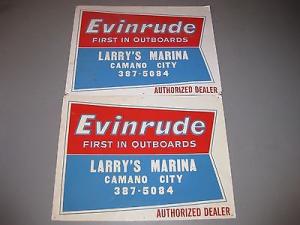 Evinrude
FIRST IN OUTBOARDS
LARRY'S MARINA
CAMANO CITY
387-5084
AUTHORIZED DEALER
Evinrude
FIRST IN OUTBOARDS
LARRY'S MARINA
CAMANO CITY
387-5084
AUTHORIZED DEALER